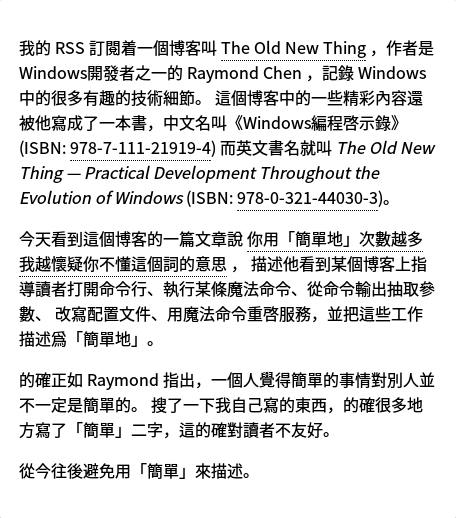 我的 RSS 訂閱着一個博客叫 The Old New Thing ，作者是
Windows開發者之一的 Raymond Chen ，記錄 Windows
中的很多有趣的技術細節。 這個博客中的一些精彩內容還
被他寫成了一本書，中文名叫《Windows編程啓示錄》
(ISBN: 978-7-111-21919-4) 而英文書名就叫 The Old New
Thing — Practical Development Throughout the
Evolution of Windows (ISBN: 978-0-321-44030-3)。
今天看到這個博客的一篇文章說 你用「簡單地」次數越多
我越懷疑你不懂這個詞的意思 ， 描述他看到某個博客上指
導讀者打開命令行、執行某條魔法命令、從命令輸出抽取參
數、 改寫配置文件、用魔法命令重啓服務，並把這些工作
描述爲「簡單地」。
的確正如 Raymond 指出，一個人覺得簡單的事情對別人並
不一定是簡單的。 搜了一下我自己寫的東西，的確很多地
方寫了「簡單」二字，這的確對讀者不友好。
從今往後避免用「簡單」來描述。